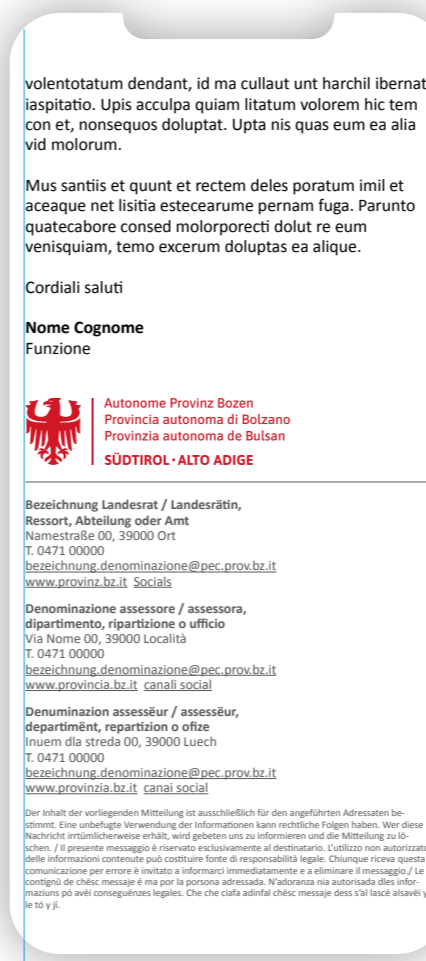 volentotatum dendant, id ma cullaut unt harchil ibernat
iaspitatio. Upis acculpa quiam litatum volorem hic tem
con et, nonsequos doluptat. Upta nis quas eum ea alia
vid molorum.
Mus santiis et quunt et rectem deles poratum imil et
aceaque net lisitia estecearume pernam fuga. Parunto
quatecabore consed molorporecti dolut re eum
venisquiam, temo excerum doluptas ea alique.
Cordiali saluti
Nome Cognome
Funzione
Autonome Provinz Bozen
Provincia autonoma di Bolzano
Provinzia autonoma de Bulsan
SÜDTIROL · ALTO ADIGE
Bezeichnung Landesrat / Landesrätin,
Ressort, Abteilung oder Amt
Namestraße 00, 39000 Ort
T. 0471 00000
bezeichnung.denominazione@pec.prov.bz.it
www.provinz.bz.it Socials
Denominazione assessore / assessora,
dipartimento, ripartizione o ufficio
Via Nome 00, 39000 Località
T. 0471 00000
bezeichnung.denominazione@pec.prov.bz.it
www.provincia.bz.it canali social
Denuminazion assessëur / assessëur,
departimënt, repartizion o ofize
Inuem dla streda 00, 39000 Luech
T. 0471 00000
bezeichnung.denominazione@pec.prov.bz.it
www.provinzia.bz.it canai social
Der Inhalt der vorliegenden Mitteilung ist ausschließlich für den angeführten Adressaten be-
stimmt. Eine unbefugte Verwendung der Informationen kann rechtliche Folgen haben. Wer diese
Nachricht irrtümlicherweise erhält, wird gebeten uns zu informieren und die Mitteilung zu lö-
schen. / Il presente messaggio è riservato esclusivamente al destinatario. L'utilizzo non autorizzato
delle informazioni contenute può costituire fonte di responsabilità legale. Chiunque riceva questa
comunicazione per errore è invitato a informarci immediatamente e a eliminare il messaggio./ Le
contignü de chësc messaje é ma por la porsona adressada. N'adoranza nia autorisada dles infor-
maziuns pó avëi conseguënzes legales. Che che ciafa adinfal chësc messaje dess s'al lascé alsavëi y
le tó y jí.